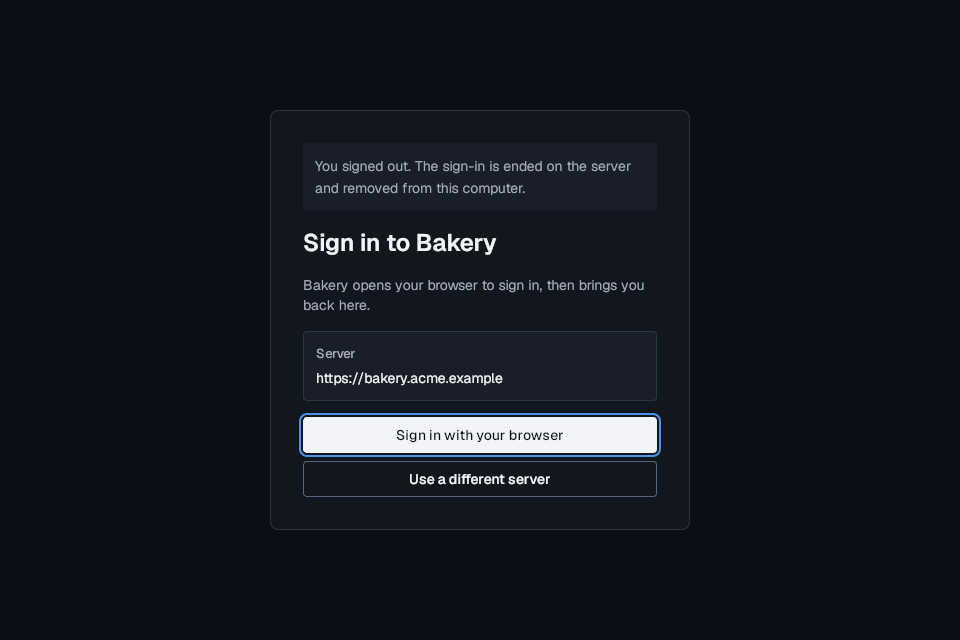 You signed out. The sign-in is ended on the server
and removed from this computer.
Sign in to Bakery
Bakery opens your browser to sign in, then brings you
back here.
Server
https://bakery.acme.example
Sign in with your browser
Use a different server